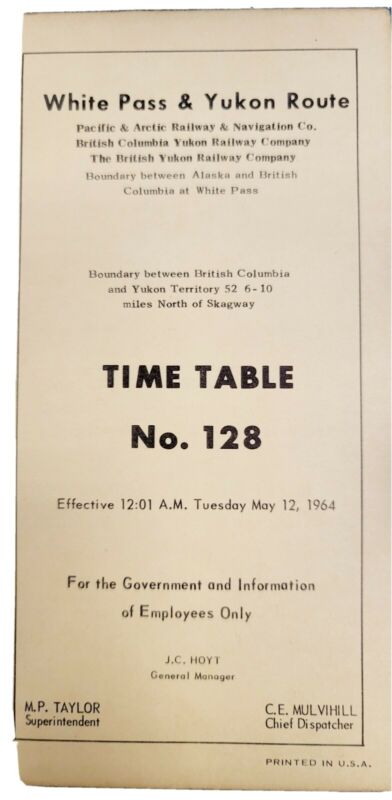 White Pass & Yukon Route
Pacific & Arctic Railway & Navigation Co.
British Columbia Yukon Railway Company
The British Yukon Railway Company
Boundary between Alaska and British
Columbia at White Pass
Boundary between British Columbia
and Yukon Territory 52 6-10
miles North of Skagway
TIME TABLE
No. 128
Effective 12:01 A.M. Tuesday May 12, 1964
For the Government and Information
of Employees Only
J.C. HOYT
General Manager
M.P. TAYLOR
Superintendent
C.E. MULVIHILL
Chief Dispatcher
PRINTED IN U.S.A.